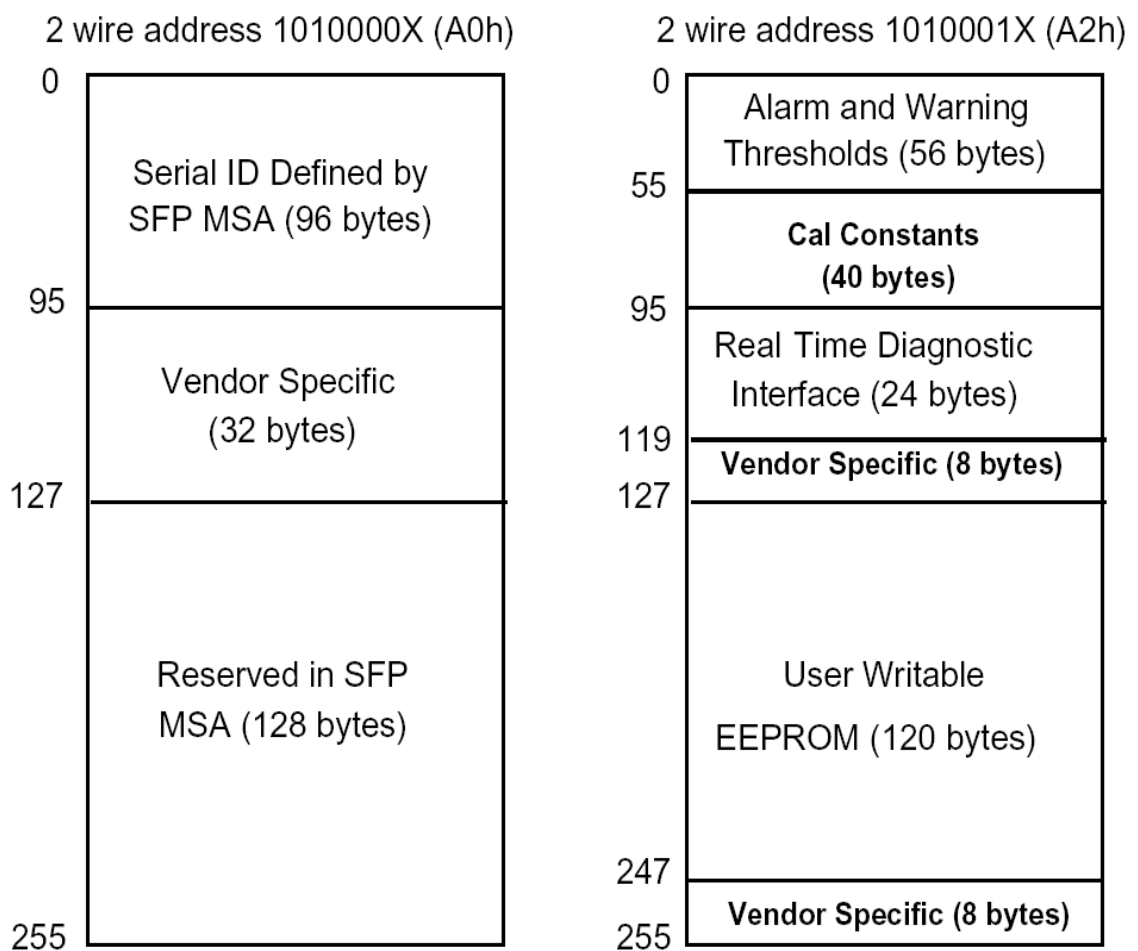 2 wire address 1010000X (A0h)
0
Serial ID Defined by
SFP MSA (96 bytes)
95
Vendor Specific
(32 bytes)
127
Reserved in SFP
MSA (128 bytes)
255
2 wire address 1010001X (A2h)
0
Alarm and Warning
Thresholds (56 bytes)
55
Cal Constants
(40 bytes)
95
Real Time Diagnostic
Interface (24 bytes)
119
Vendor Specific (8 bytes)
127
User Writable
EEPROM (120 bytes)
247
Vendor Specific (8 bytes)
255